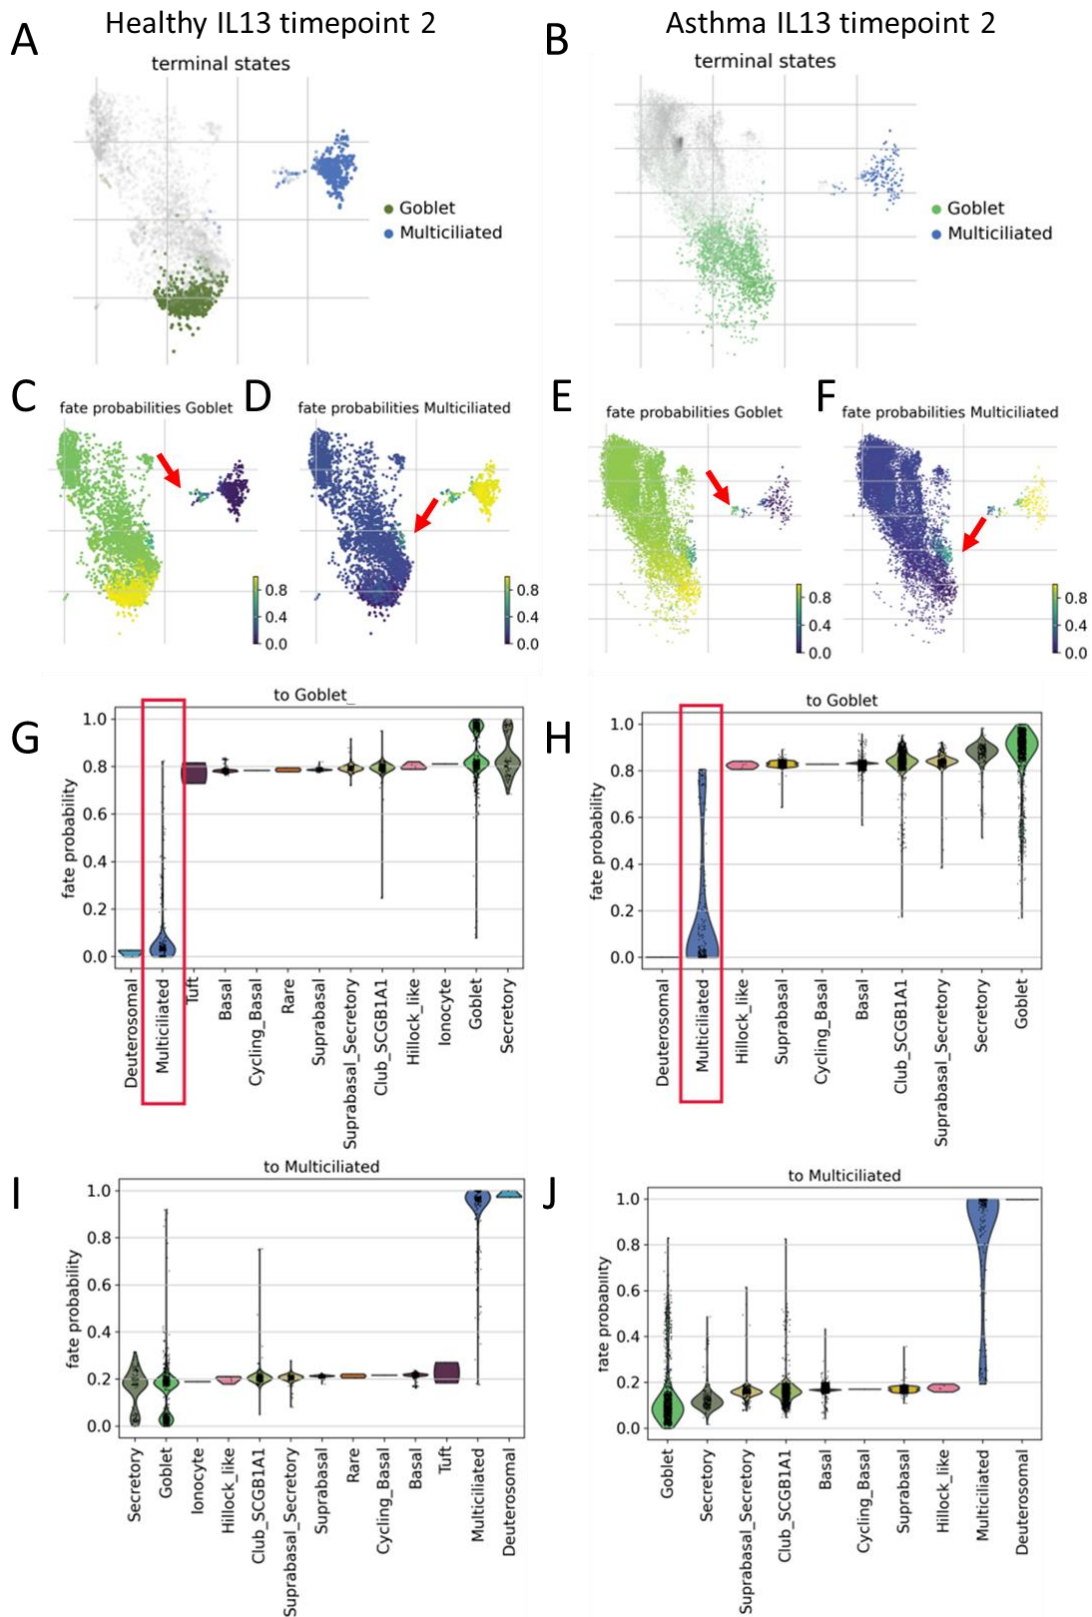 Healthy IL13 timepoint 2
Asthma IL13 timepoint 2
A
B
terminal states
terminal states
Goblet
Multiciliated
Goblet
Multiciliated
C
fate probabilities Goblet
D
fate probabilities Multiciliated
E
fate probabilities Goblet
F
fate probabilities Multiciliated
0.8
0.4
0.0
0.8
0.4
0.0
0.8
0.4
0.0
0.8
0.4
0.0
G
to Goblet_
fate probability
1.0
0.8
0.6
0.4
0.2
0.0
Deuterosomal
Multiciliated
Tuft
Basal
Cycling_Basal
Rare
Suprabasal
Suprabasal_Secretory
Club_SCGB1A1
Hillock_like
Ionocyte
Goblet
Secretory
H
to Goblet
fate probability
1.0
0.8
0.6
0.4
0.2
0.0
Deuterosomal
Multiciliated
Hillock_like
Suprabasal
Cycling_Basal
Basal
Club_SCGB1A1
Suprabasal_Secretory
Secretory
Goblet
I
to Multiciliated
fate probability
1.0
0.8
0.6
0.4
0.2
0.0
Secretory
Goblet
Ionocyte
Hillock_like
Club_SCGB1A1
Suprabasal_Secretory
Suprabasal
Rare
Cycling_Basal
Basal
Tuft
Multiciliated
Deuterosomal
J
to Multiciliated
fate probability
1.0
0.8
0.6
0.4
0.2
0.0
Goblet
Secretory
Suprabasal_Secretory
Club_SCGB1A1
Basal
Cycling_Basal
Suprabasal
Hillock_like
Multiciliated
Deuterosomal